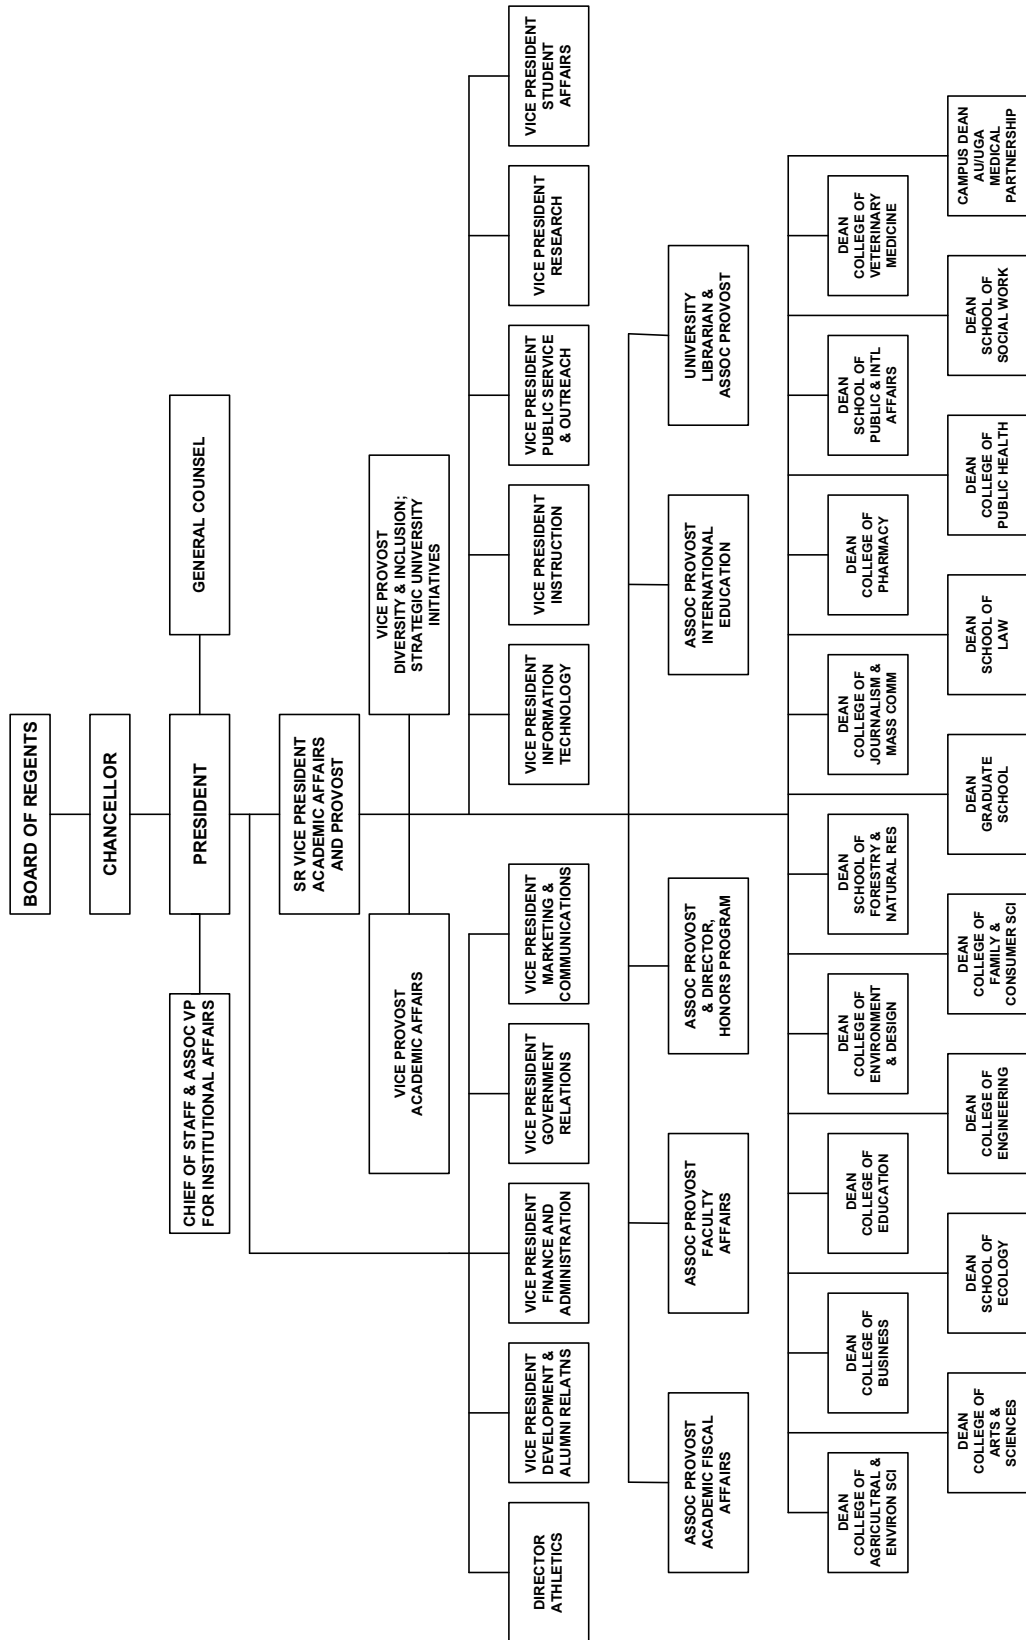 BOARD OF REGENTS
CHANCELLOR
CHIEF OF STAFF & ASSOC VP
FOR INSTITUTIONAL AFFAIRS
PRESIDENT
GENERAL COUNSEL
SR VICE PRESIDENT
ACADEMIC AFFAIRS
AND PROVOST
VICE PROVOST
ACADEMIC AFFAIRS
VICE PROVOST
DIVERSITY & INCLUSION;
STRATEGIC UNIVERSITY
INITIATIVES
DIRECTOR
ATHLETICS
VICE PRESIDENT
DEVELOPMENT &
ALUMNI RELATNS
VICE PRESIDENT
FINANCE AND
ADMINISTRATION
VICE PRESIDENT
GOVERNMENT
RELATIONS
VICE PRESIDENT
MARKETING &
COMMUNICATIONS
VICE PRESIDENT
INFORMATION
TECHNOLOGY
VICE PRESIDENT
INSTRUCTION
VICE PRESIDENT
PUBLIC SERVICE
& OUTREACH
VICE PRESIDENT
RESEARCH
VICE PRESIDENT
STUDENT
AFFAIRS
ASSOC PROVOST
ACADEMIC FISCAL
AFFAIRS
ASSOC PROVOST
FACULTY
AFFAIRS
ASSOC PROVOST
& DIRECTOR,
HONORS PROGRAM
ASSOC PROVOST
INTERNATIONAL
EDUCATION
UNIVERSITY
LIBRARIAN &
ASSOC PROVOST
DEAN
COLLEGE OF
AGRICULTRAL &
ENVIRON SCI
DEAN
COLLEGE OF
BUSINESS
DEAN
COLLEGE OF
EDUCATION
DEAN
COLLEGE OF
ENVIRONMENT
& DESIGN
DEAN
SCHOOL OF
FORESTRY &
NATURAL RES
DEAN
COLLEGE OF
JOURNALISM &
MASS COMM
DEAN
COLLEGE OF
PHARMACY
DEAN
SCHOOL OF
PUBLIC & INTL
AFFAIRS
DEAN
COLLEGE OF
VETERINARY
MEDICINE
DEAN
COLLEGE OF
ARTS &
SCIENCES
DEAN
SCHOOL OF
ECOLOGY
DEAN
COLLEGE OF
ENGINEERING
DEAN
COLLEGE OF
FAMILY &
CONSUMER SCI
DEAN
GRADUATE
SCHOOL
DEAN
SCHOOL OF
LAW
DEAN
COLLEGE OF
PUBLIC HEALTH
DEAN
SCHOOL OF
SOCIAL WORK
CAMPUS DEAN
AU/UGA
MEDICAL
PARTNERSHIP